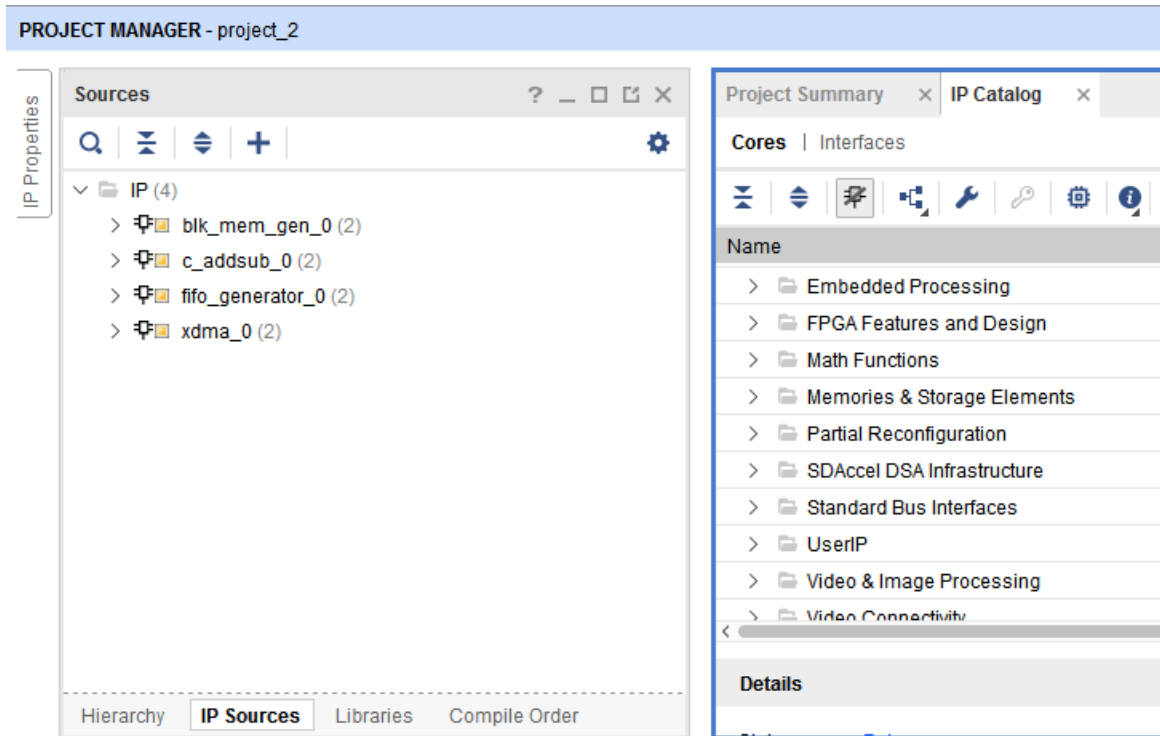 PROJECT MANAGER - project_2
IP Properties
Sources
?
IP (4)
blk_mem_gen_0 (2)
c_addsub_0 (2)
fifo_generator_0 (2)
xdma_0 (2)
Hierarchy IP Sources Libraries Compile Order
Project Summary × IP Catalog ×
Cores | Interfaces
Name
Embedded Processing
FPGA Features and Design
Math Functions
Memories & Storage Elements
Partial Reconfiguration
SDAccel DSA Infrastructure
Standard Bus Interfaces
UserIP
Video & Image Processing
Video Connectivity
Details